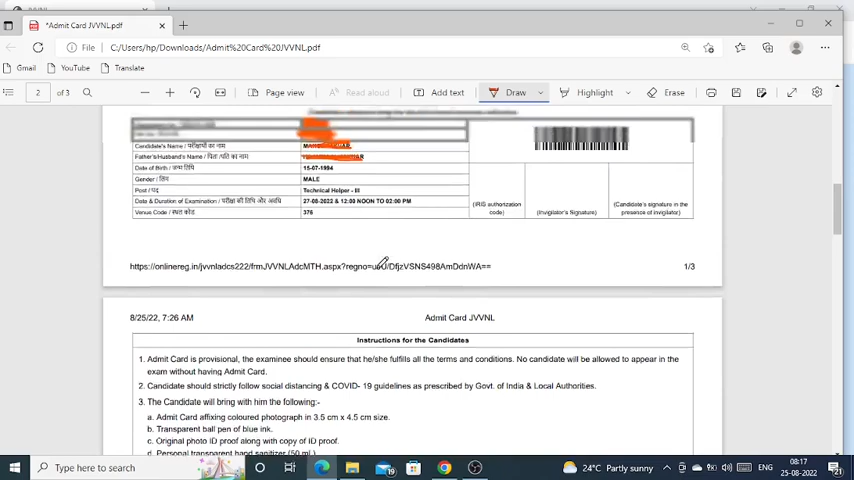 *Admit Card JVVNL.pdf
File C:/Users/hp/Downloads/Admit%20Card%20JVVNL.pdf
Gmail YouTube Translate
2 of 3 Page view Read aloud Add text Draw Highlight Erase
Candidate's Name / परीक्षार्थी का नाम
Father's/Husband's Name / पिता /पति का नाम
Date of Birth / जन्म तिथि 15-07-1994
Gender / लिंग MALE
Post / पद Technical Helper - III
Date & Duration of Examination / परीक्षा की तिथि और अवधि 27-08-2022 & 12:00 NOON TO 02:00 PM
Venue Code / स्थल कोड 376
(IRIS authorization code) (Invigilator's Signature) (Candidate's signature in the presence of invigilator)
1/3
8/25/22, 7:26 AM Admit Card JVVNL
Instructions for the Candidates
1. Admit Card is provisional, the examinee should ensure that he/she fulfills all the terms and conditions. No candidate will be allowed to appear in the
exam without having Admit Card.
2. Candidate should strictly follow social distancing & COVID- 19 guidelines as prescribed by Govt. of India & Local Authorities.
3. The Candidate will bring with him the following:-
a. Admit Card affixing coloured photograph in 3.5 cm x 4.5 cm size.
b. Transparent ball pen of blue ink.
c. Original photo ID proof along with copy of ID proof.
d. Personal transparent hand sanitizer (50 mL)
Type here to search 19 24°C Partly sunny ENG 08:17
25-08-2022 21